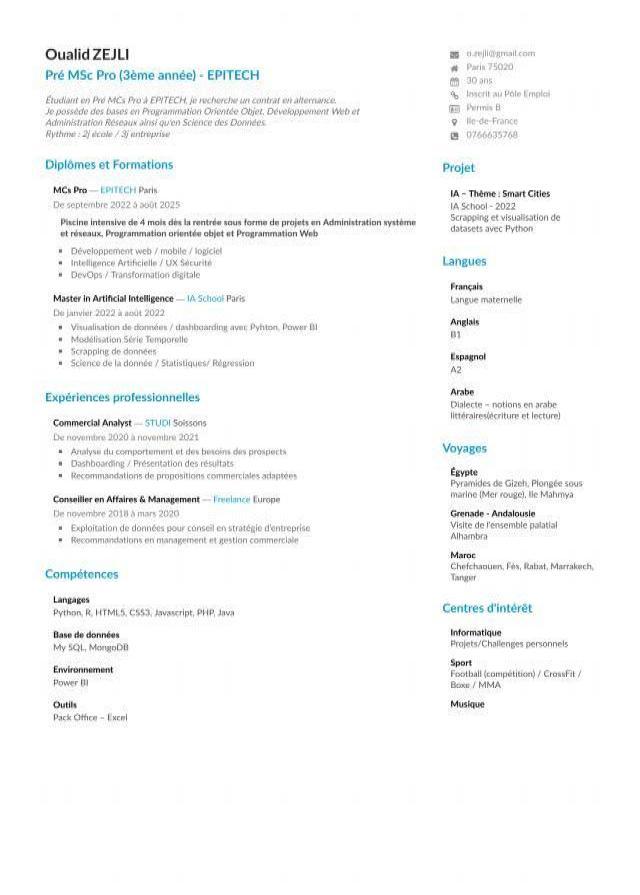 Oualid ZEJLI
Pré MSc Pro (3ème année) - EPITECH
Étudiant en Pré MCs Pro à EPITECH, je recherche un contrat en alternance.
Je possède des bases en Programmation Orientée Objet, Développement Web et
Administration Réseaux ainsi qu'en Science des Données.
Rythme : 2j école / 3j entreprise
Diplômes et Formations
MCs Pro — EPITECH Paris
De septembre 2022 à août 2025
Piscine intensive de 4 mois dès la rentrée sous forme de projets en Administration système
et réseaux, Programmation orientée objet et Programmation Web
Développement web / mobile / logiciel
Intelligence Artificielle / UX Sécurité
DevOps / Transformation digitale
Master in Artificial Intelligence — IA School Paris
De janvier 2022 à août 2022
Visualisation de données / dashboarding avec Pyhton, Power BI
Modélisation Série Temporelle
Scrapping de données
Science de la donnée / Statistiques/ Régression
Expériences professionnelles
Commercial Analyst — STUDI Soissons
De novembre 2020 à novembre 2021
Analyse du comportement et des besoins des prospects
Dashboarding / Présentation des résultats
Recommandations de propositions commerciales adaptées
Conseiller en Affaires & Management — Freelance Europe
De novembre 2018 à mars 2020
Exploitation de données pour conseil en stratégie d'entreprise
Recommandations en management et gestion commerciale
Compétences
Langages
Python, R, HTML5, CSS3, Javascript, PHP, Java
Base de données
My SQL, MongoDB
Environnement
Power BI
Outils
Pack Office – Excel
o.zejli@gmail.com
Paris 75020
30 ans
Inscrit au Pôle Emploi
Permis B
Ile-de-France
0766635768
Projet
IA – Thème : Smart Cities
IA School - 2022
Scrapping et visualisation de
datasets avec Python
Langues
Français
Langue maternelle
Anglais
B1
Espagnol
A2
Arabe
Dialecte – notions en arabe
littéraires(écriture et lecture)
Voyages
Égypte
Pyramides de Gizeh, Plongée sous
marine (Mer rouge), Ile Mahmya
Grenade - Andalousie
Visite de l'ensemble palatial
Alhambra
Maroc
Chefchaouen, Fès, Rabat, Marrakech,
Tanger
Centres d'intérêt
Informatique
Projets/Challenges personnels
Sport
Football (compétition) / CrossFit /
Boxe / MMA
Musique